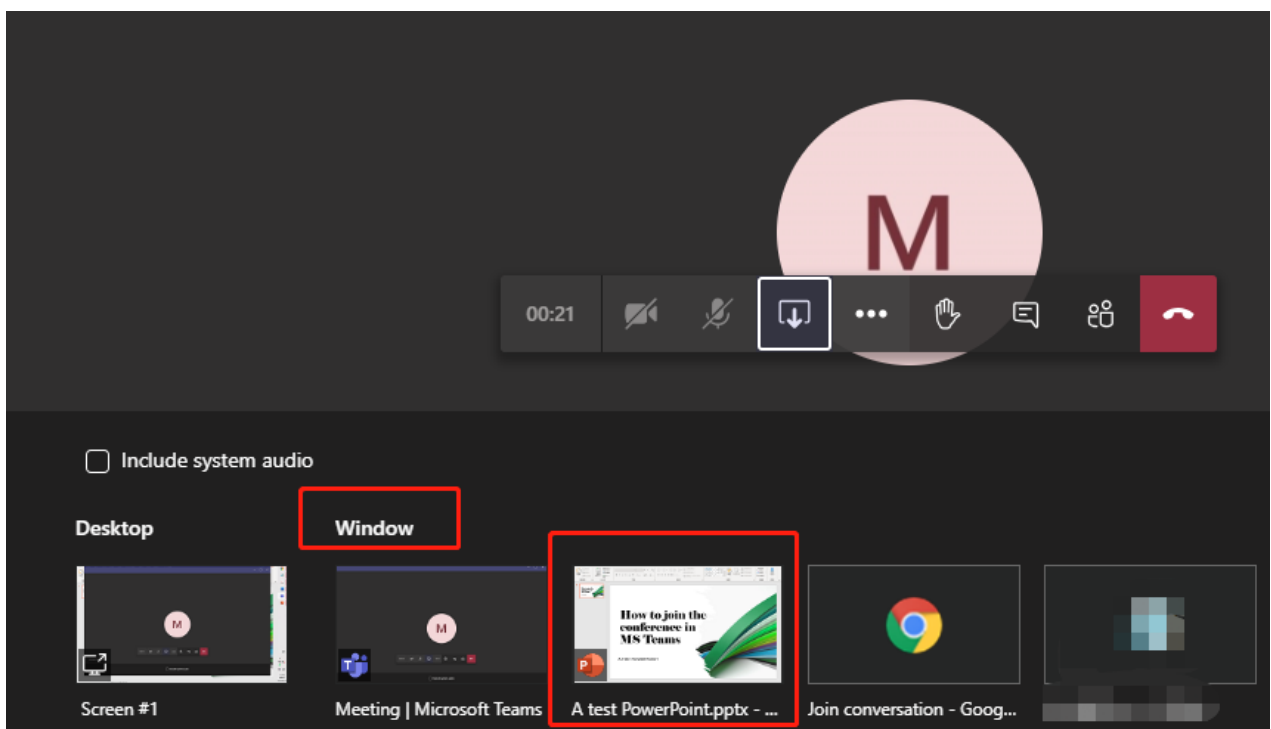 M
00:21
Include system audio
Desktop
Window
M
M
How to join the
conference in
MS Teams
Screen #1
Meeting | Microsoft Teams
A test PowerPoint.pptx - ...
Join conversation - Goog...